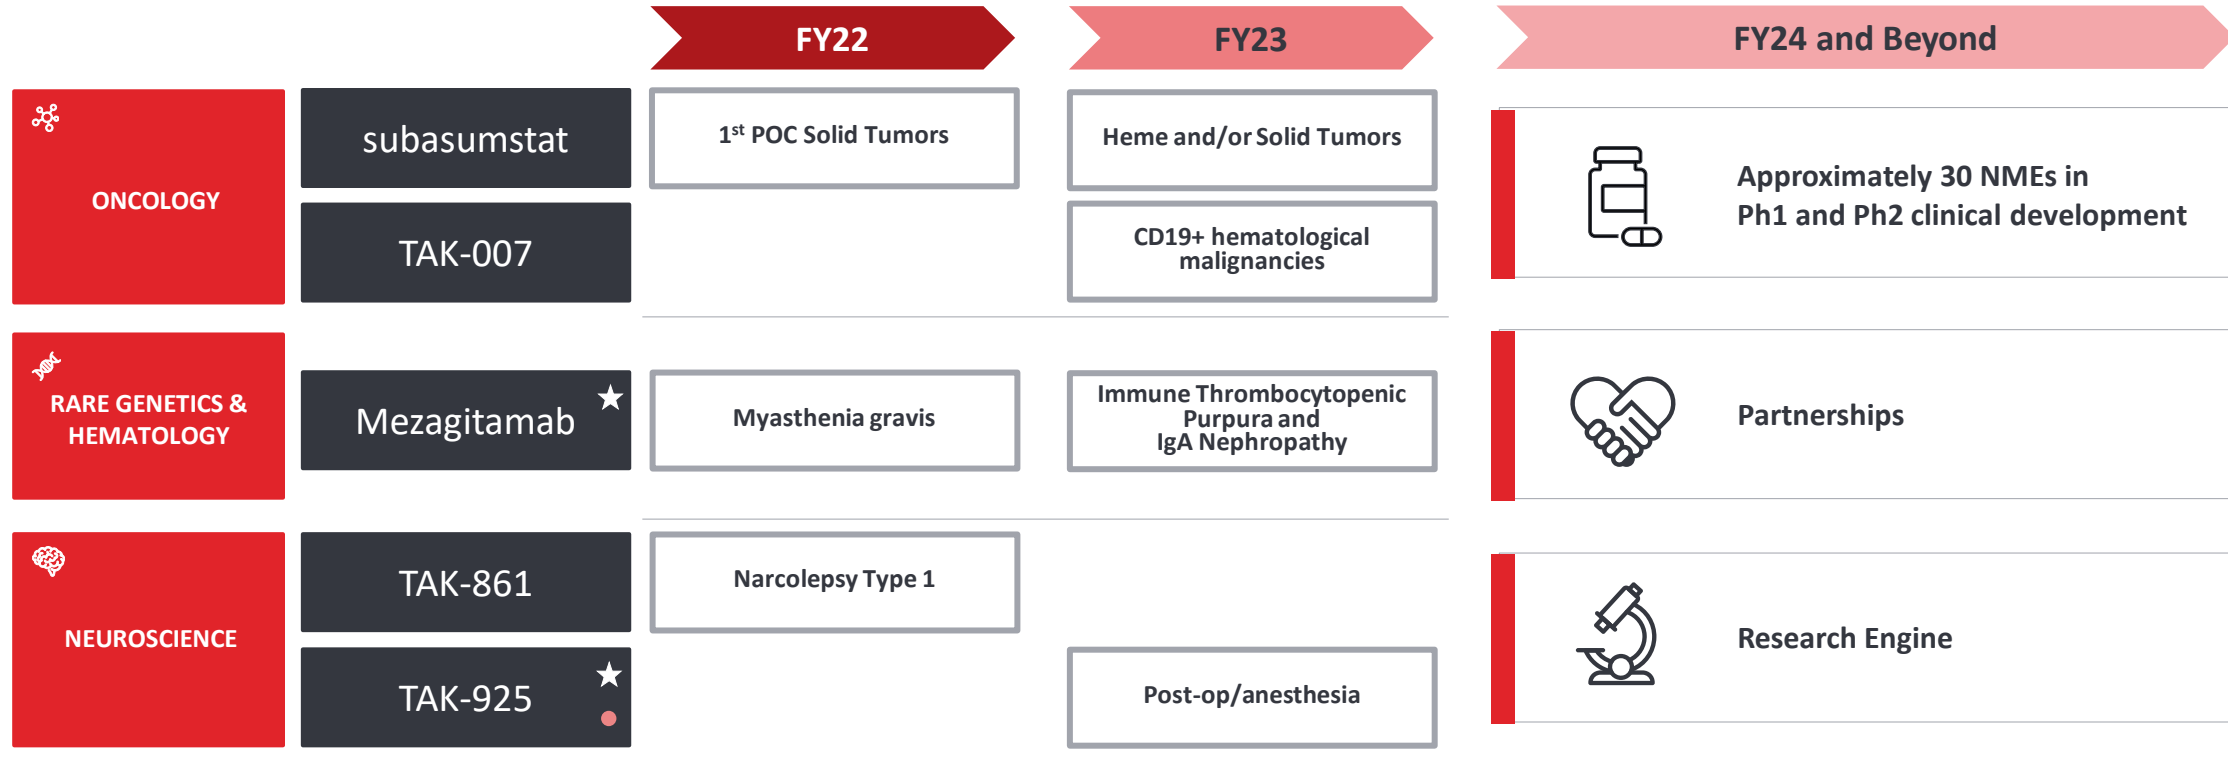 FY22
FY23
FY24 and Beyond
ONCOLOGY
subasumstat
1st POC Solid Tumors
Heme and/or Solid Tumors
TAK-007
CD19+ hematological
malignancies
Approximately 30 NMEs in
Ph1 and Ph2 clinical development
RARE GENETICS &
HEMATOLOGY
Mezagitamab
Myasthenia gravis
Immune Thrombocytopenic
Purpura and
IgA Nephropathy
Partnerships
NEUROSCIENCE
TAK-861
Narcolepsy Type 1
TAK-925
Post-op/anesthesia
Research Engine